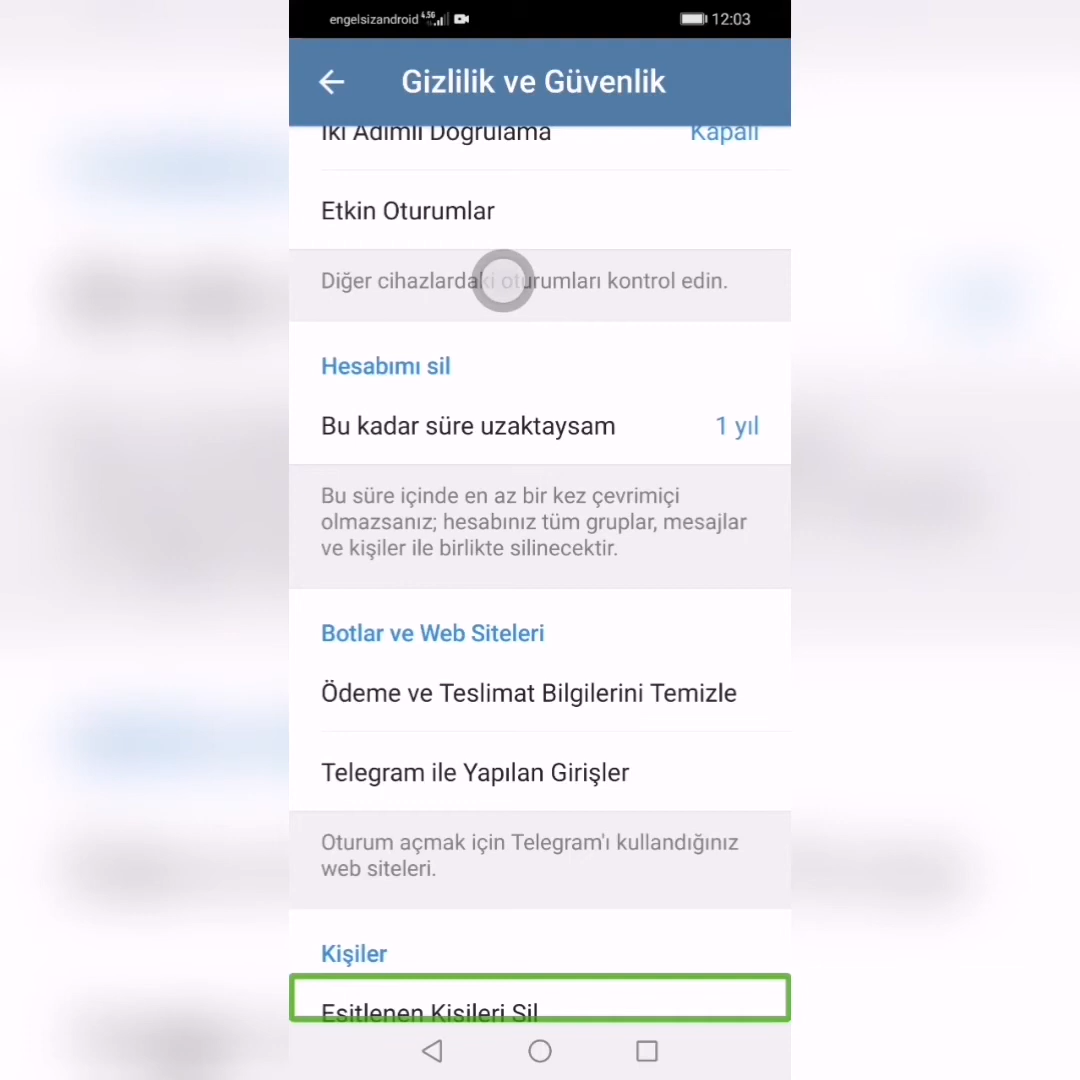 engelsizandroid 4.5G 12:03
Gizlilik ve Güvenlik
İki Adımlı Doğrulama Kapalı
Etkin Oturumlar
Diğer cihazlardaki oturumları kontrol edin.
Hesabımı sil
Bu kadar süre uzaktaysam 1 yıl
Bu süre içinde en az bir kez çevrimiçi
olmazsanız; hesabınız tüm gruplar, mesajlar
ve kişiler ile birlikte silinecektir.
Botlar ve Web Siteleri
Ödeme ve Teslimat Bilgilerini Temizle
Telegram ile Yapılan Girişler
Oturum açmak için Telegram'ı kullandığınız
web siteleri.
Kişiler
Eşitlenen Kişileri Sil